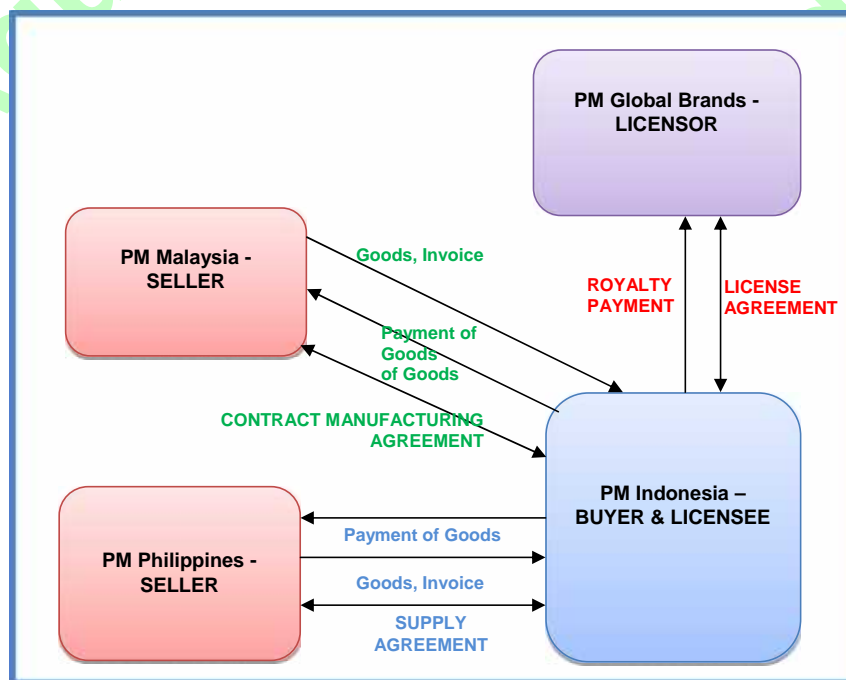 PM Global Brands -
LICENSOR
PM Malaysia -
SELLER
Goods, Invoice
ROYALTY
PAYMENT
LICENSE
AGREEMENT
Payment of
Goods
of Goods
CONTRACT MANUFACTURING
AGREEMENT
PM Indonesia –
BUYER & LICENSEE
Payment of Goods
PM Philippines -
SELLER
Goods, Invoice
SUPPLY
AGREEMENT